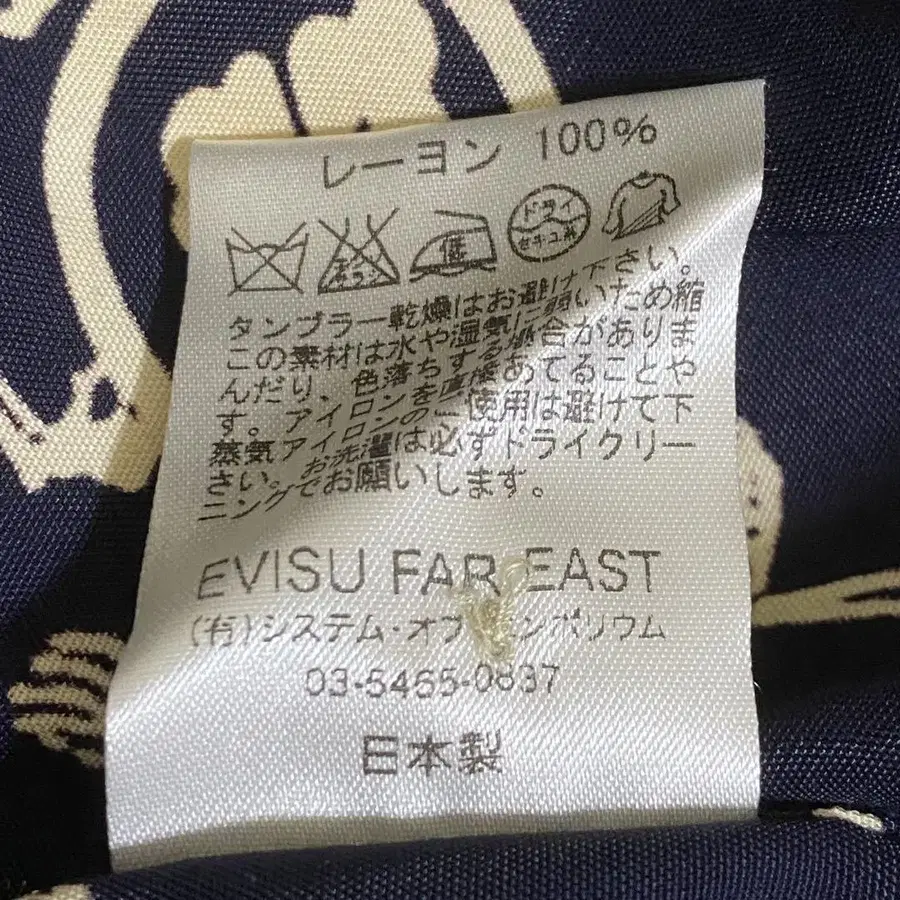 レーヨン 100%
エンソ サラシ
低
ドライ
セキユ系
タンブラー乾燥はお避け下さい。
この素材は水や湿気に弱いため縮
んだり、色落ちする場合がありま
す。アイロンを直接あてることや
蒸気アイロンのご使用は避けて下
さい。お洗濯は必ずドライクリー
ニングでお願いします。
EVISU FAR EAST
(有)システム・オブ・エンポリウム
03-5465-0837
日本製